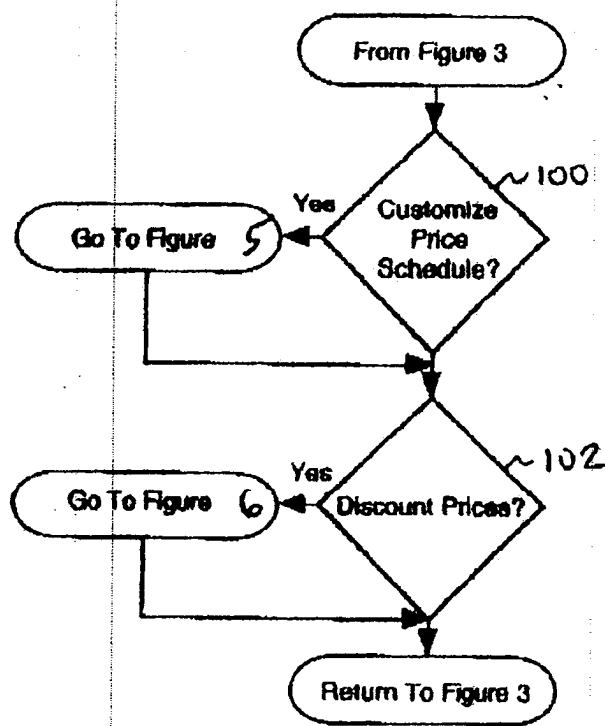 From Figure 3
100
Customize
Price
Schedule?
Yes
Go To Figure 5
102
Discount Prices?
Yes
Go To Figure 6
Return To Figure 3